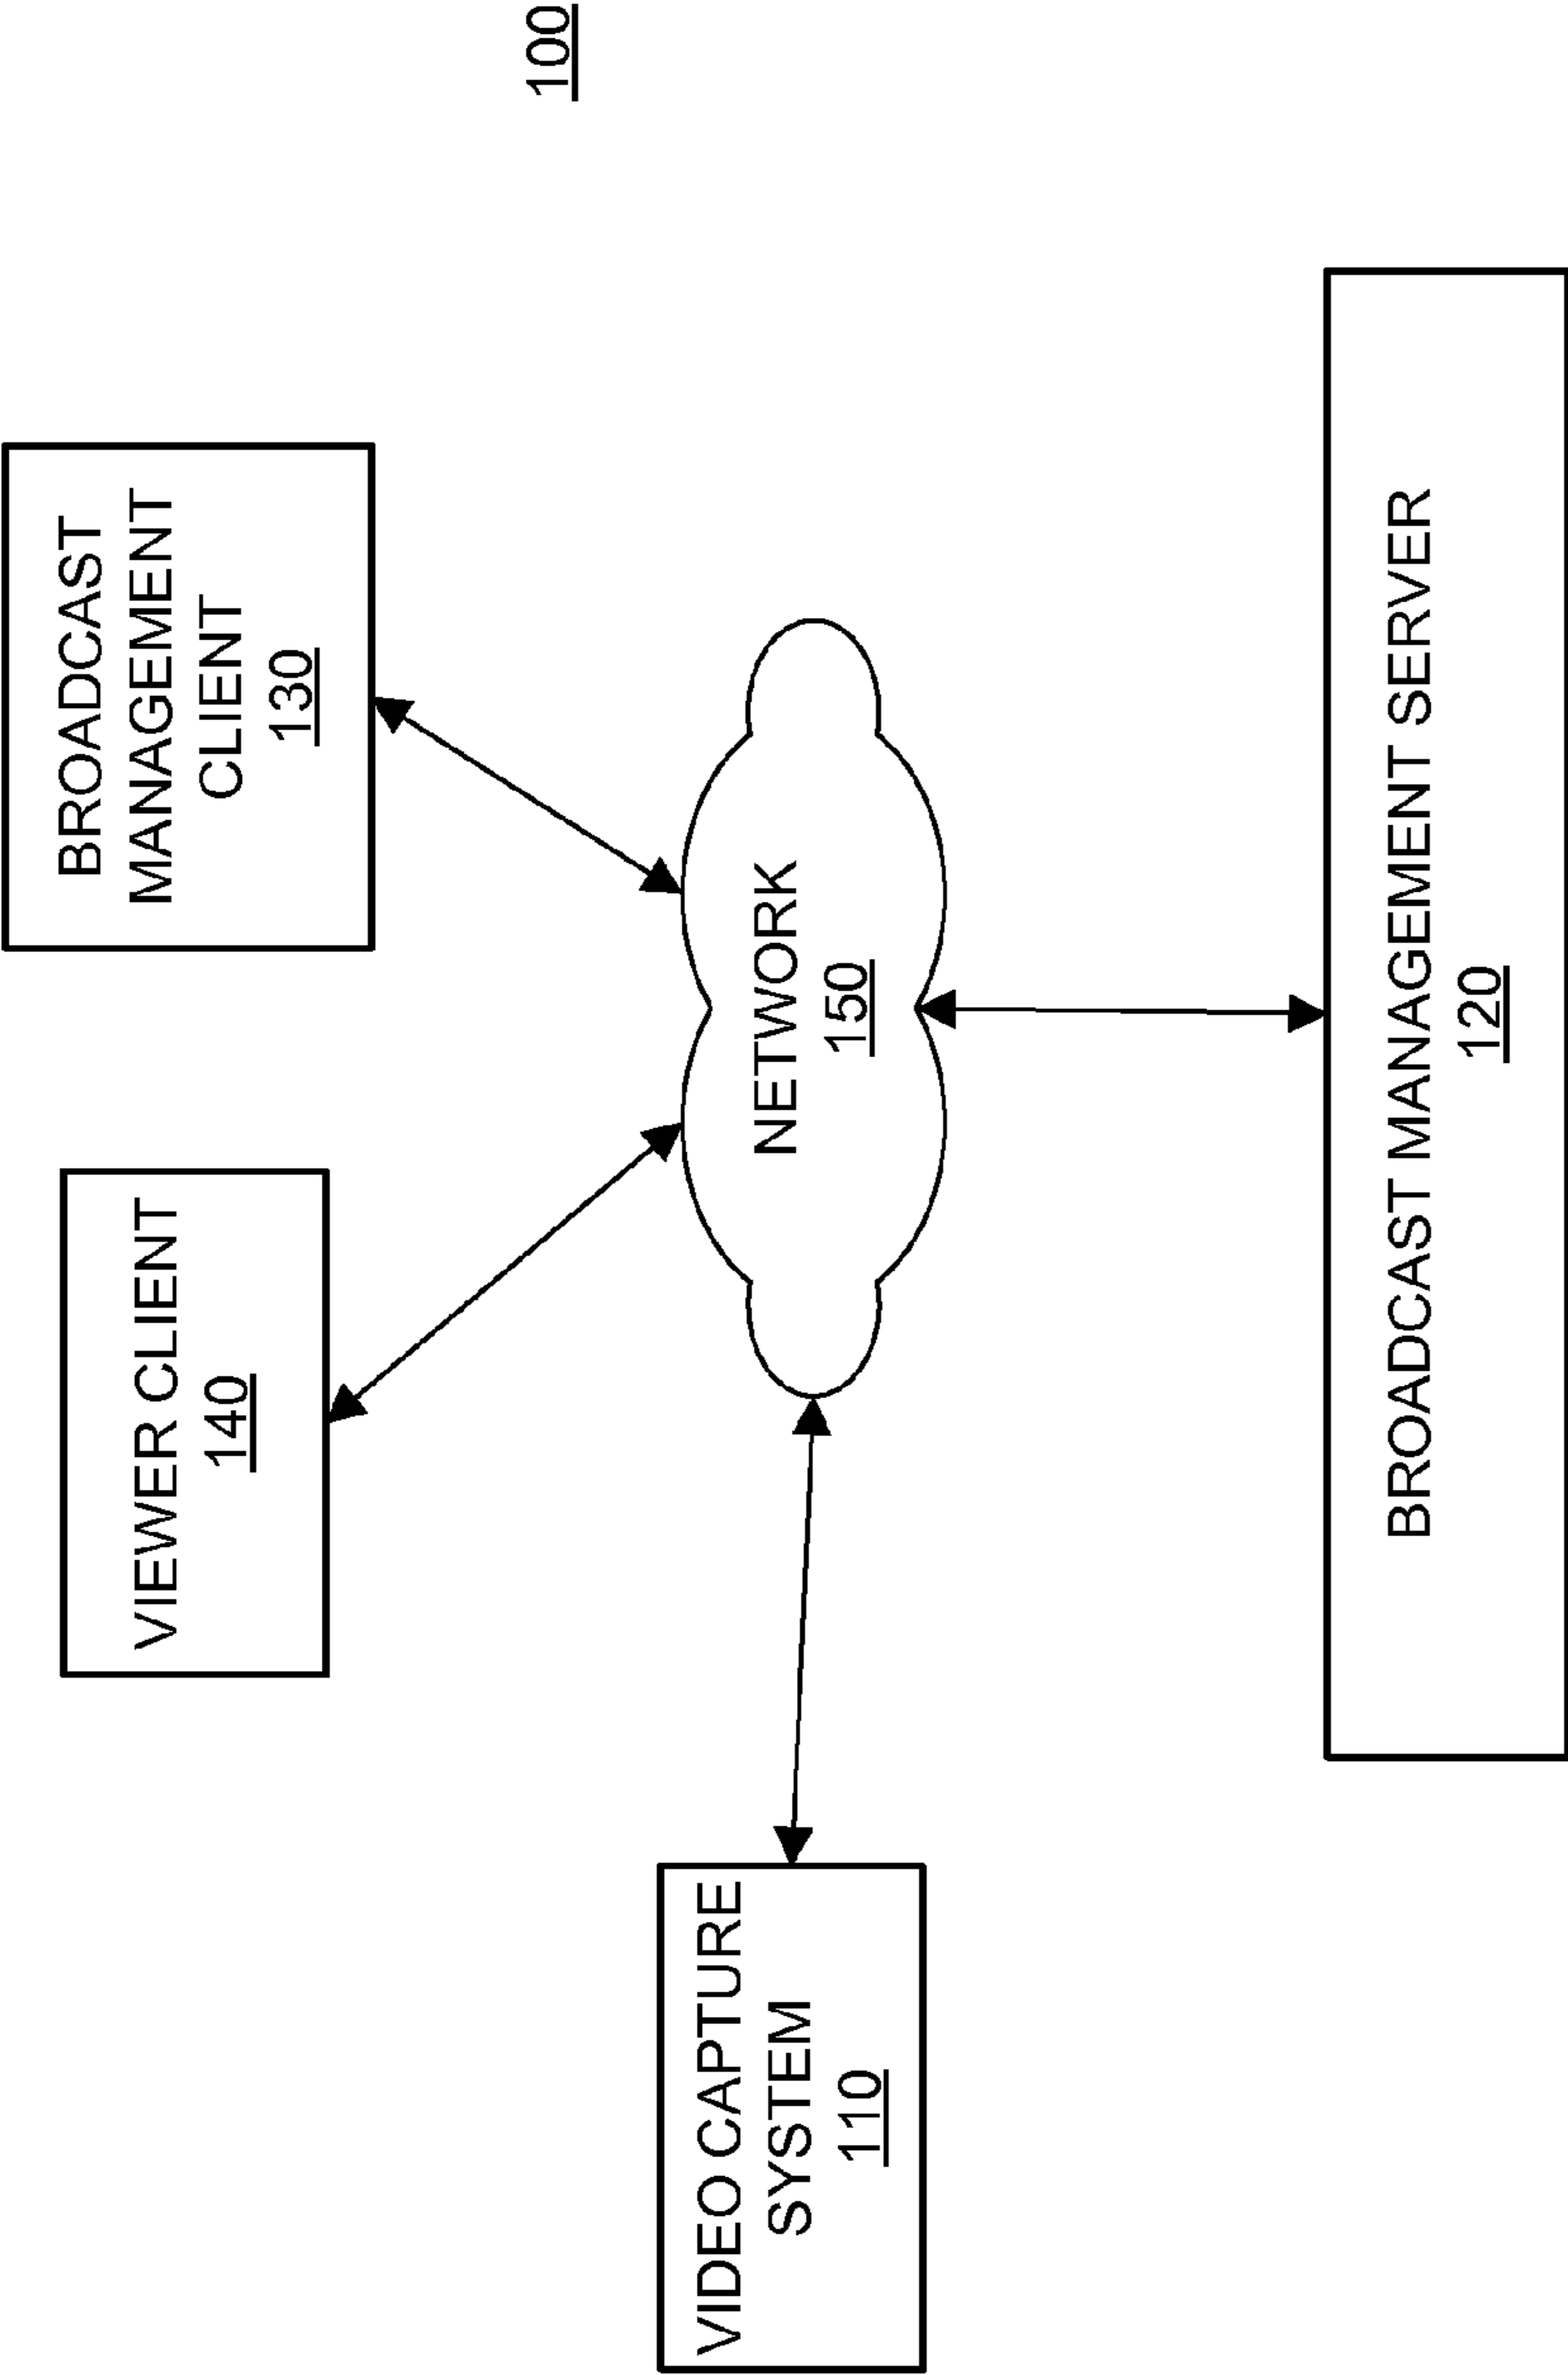 VIEWER CLIENT
140
BROADCAST
MANAGEMENT
CLIENT
130
100
VIDEO CAPTURE
SYSTEM
110
NETWORK
150
BROADCAST MANAGEMENT SERVER
120